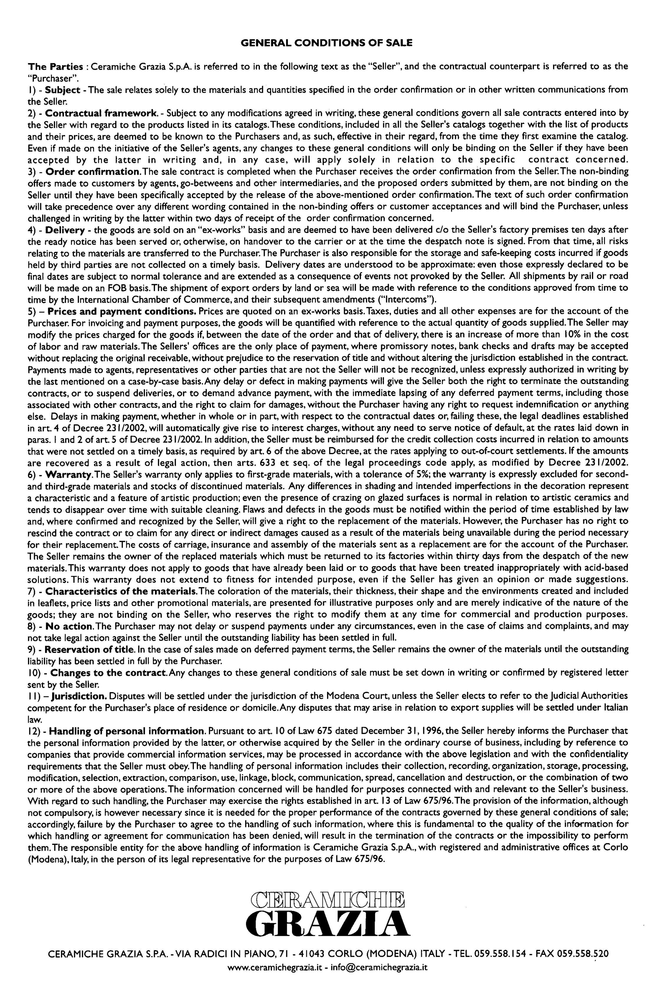 GENERAL CONDITIONS OF SALE
The Parties : Ceramiche Grazia S.p.A. is referred to in the following text as the “Seller”, and the contractual counterpart is referred to as the
“Purchaser”.
1) - Subject - The sale relates solely to the materials and quantities specified in the order confirmation or in other written communications from
the Seller.
2) - Contractual framework. - Subject to any modifications agreed in writing, these general conditions govern all sale contracts entered into by
the Seller with regard to the products listed in its catalogs. These conditions, included in all the Seller's catalogs together with the list of products
and their prices, are deemed to be known to the Purchasers and, as such, effective in their regard, from the time they first examine the catalog.
Even if made on the initiative of the Seller's agents, any changes to these general conditions will only be binding on the Seller if they have been
accepted by the latter in writing and, in any case, will apply solely in relation to the specific contract concerned.
3) - Order confirmation. The sale contract is completed when the Purchaser receives the order confirmation from the Seller. The non-binding
offers made to customers by agents, go-betweens and other intermediaries, and the proposed orders submitted by them, are not binding on the
Seller until they have been specifically accepted by the release of the above-mentioned order confirmation. The text of such order confirmation
will take precedence over any different wording contained in the non-binding offers or customer acceptances and will bind the Purchaser, unless
challenged in writing by the latter within two days of receipt of the order confirmation concerned.
4) - Delivery - the goods are sold on an “ex-works” basis and are deemed to have been delivered c/o the Seller's factory premises ten days after
the ready notice has been served or, otherwise, on handover to the carrier or at the time the despatch note is signed. From that time, all risks
relating to the materials are transferred to the Purchaser. The Purchaser is also responsible for the storage and safe-keeping costs incurred if goods
held by third parties are not collected on a timely basis. Delivery dates are understood to be approximate: even those expressly declared to be
final dates are subject to normal tolerance and are extended as a consequence of events not provoked by the Seller. All shipments by rail or road
will be made on an FOB basis. The shipment of export orders by land or sea will be made with reference to the conditions approved from time to
time by the International Chamber of Commerce, and their subsequent amendments (“Intercoms”).
5) – Prices and payment conditions. Prices are quoted on an ex-works basis. Taxes, duties and all other expenses are for the account of the
Purchaser. For invoicing and payment purposes, the goods will be quantified with reference to the actual quantity of goods supplied. The Seller may
modify the prices charged for the goods if, between the date of the order and that of delivery, there is an increase of more than 10% in the cost
of labor and raw materials. The Sellers' offices are the only place of payment, where promissory notes, bank checks and drafts may be accepted
without replacing the original receivable, without prejudice to the reservation of title and without altering the jurisdiction established in the contract.
Payments made to agents, representatives or other parties that are not the Seller will not be recognized, unless expressly authorized in writing by
the last mentioned on a case-by-case basis. Any delay or defect in making payments will give the Seller both the right to terminate the outstanding
contracts, or to suspend deliveries, or to demand advance payment, with the immediate lapsing of any deferred payment terms, including those
associated with other contracts, and the right to claim for damages, without the Purchaser having any right to request indemnification or anything
else. Delays in making payment, whether in whole or in part, with respect to the contractual dates or, failing these, the legal deadlines established
in art. 4 of Decree 231/2002, will automatically give rise to interest charges, without any need to serve notice of default, at the rates laid down in
paras. 1 and 2 of art. 5 of Decree 231/2002. In addition, the Seller must be reimbursed for the credit collection costs incurred in relation to amounts
that were not settled on a timely basis, as required by art. 6 of the above Decree, at the rates applying to out-of-court settlements. If the amounts
are recovered as a result of legal action, then arts. 633 et seq. of the legal proceedings code apply, as modified by Decree 231/2002.
6) - Warranty. The Seller's warranty only applies to first-grade materials, with a tolerance of 5%; the warranty is expressly excluded for second-
and third-grade materials and stocks of discontinued materials. Any differences in shading and intended imperfections in the decoration represent
a characteristic and a feature of artistic production; even the presence of crazing on glazed surfaces is normal in relation to artistic ceramics and
tends to disappear over time with suitable cleaning. Flaws and defects in the goods must be notified within the period of time established by law
and, where confirmed and recognized by the Seller, will give a right to the replacement of the materials. However, the Purchaser has no right to
rescind the contract or to claim for any direct or indirect damages caused as a result of the materials being unavailable during the period necessary
for their replacement. The costs of carriage, insurance and assembly of the materials sent as a replacement are for the account of the Purchaser.
The Seller remains the owner of the replaced materials which must be returned to its factories within thirty days from the despatch of the new
materials. This warranty does not apply to goods that have already been laid or to goods that have been treated inappropriately with acid-based
solutions. This warranty does not extend to fitness for intended purpose, even if the Seller has given an opinion or made suggestions.
7) - Characteristics of the materials. The coloration of the materials, their thickness, their shape and the environments created and included
in leaflets, price lists and other promotional materials, are presented for illustrative purposes only and are merely indicative of the nature of the
goods; they are not binding on the Seller, who reserves the right to modify them at any time for commercial and production purposes.
8) - No action. The Purchaser may not delay or suspend payments under any circumstances, even in the case of claims and complaints, and may
not take legal action against the Seller until the outstanding liability has been settled in full.
9) - Reservation of title. In the case of sales made on deferred payment terms, the Seller remains the owner of the materials until the outstanding
liability has been settled in full by the Purchaser.
10) - Changes to the contract. Any changes to these general conditions of sale must be set down in writing or confirmed by registered letter
sent by the Seller.
11) – Jurisdiction. Disputes will be settled under the jurisdiction of the Modena Court, unless the Seller elects to refer to the Judicial Authorities
competent for the Purchaser's place of residence or domicile. Any disputes that may arise in relation to export supplies will be settled under Italian
law.
12) - Handling of personal information. Pursuant to art. 10 of Law 675 dated December 31, 1996, the Seller hereby informs the Purchaser that
the personal information provided by the latter, or otherwise acquired by the Seller in the ordinary course of business, including by reference to
companies that provide commercial information services, may be processed in accordance with the above legislation and with the confidentiality
requirements that the Seller must obey. The handling of personal information includes their collection, recording, organization, storage, processing,
modification, selection, extraction, comparison, use, linkage, block, communication, spread, cancellation and destruction, or the combination of two
or more of the above operations. The information concerned will be handled for purposes connected with and relevant to the Seller's business.
With regard to such handling, the Purchaser may exercise the rights established in art. 13 of Law 675/96. The provision of the information, although
not compulsory, is however necessary since it is needed for the proper performance of the contracts governed by these general conditions of sale;
accordingly, failure by the Purchaser to agree to the handling of such information, where this is fundamental to the quality of the information for
which handling or agreement for communication has been denied, will result in the termination of the contracts or the impossibility to perform
them. The responsible entity for the above handling of information is Ceramiche Grazia S.p.A., with registered and administrative offices at Corlo
(Modena), Italy, in the person of its legal representative for the purposes of Law 675/96.
CERAMICHE
GRAZIA
CERAMICHE GRAZIA S.P.A. - VIA RADICI IN PIANO, 71 - 41043 CORLO (MODENA) ITALY - TEL. 059.558.154 - FAX 059.558.520
www.ceramichegrazia.it - info@ceramichegrazia.it